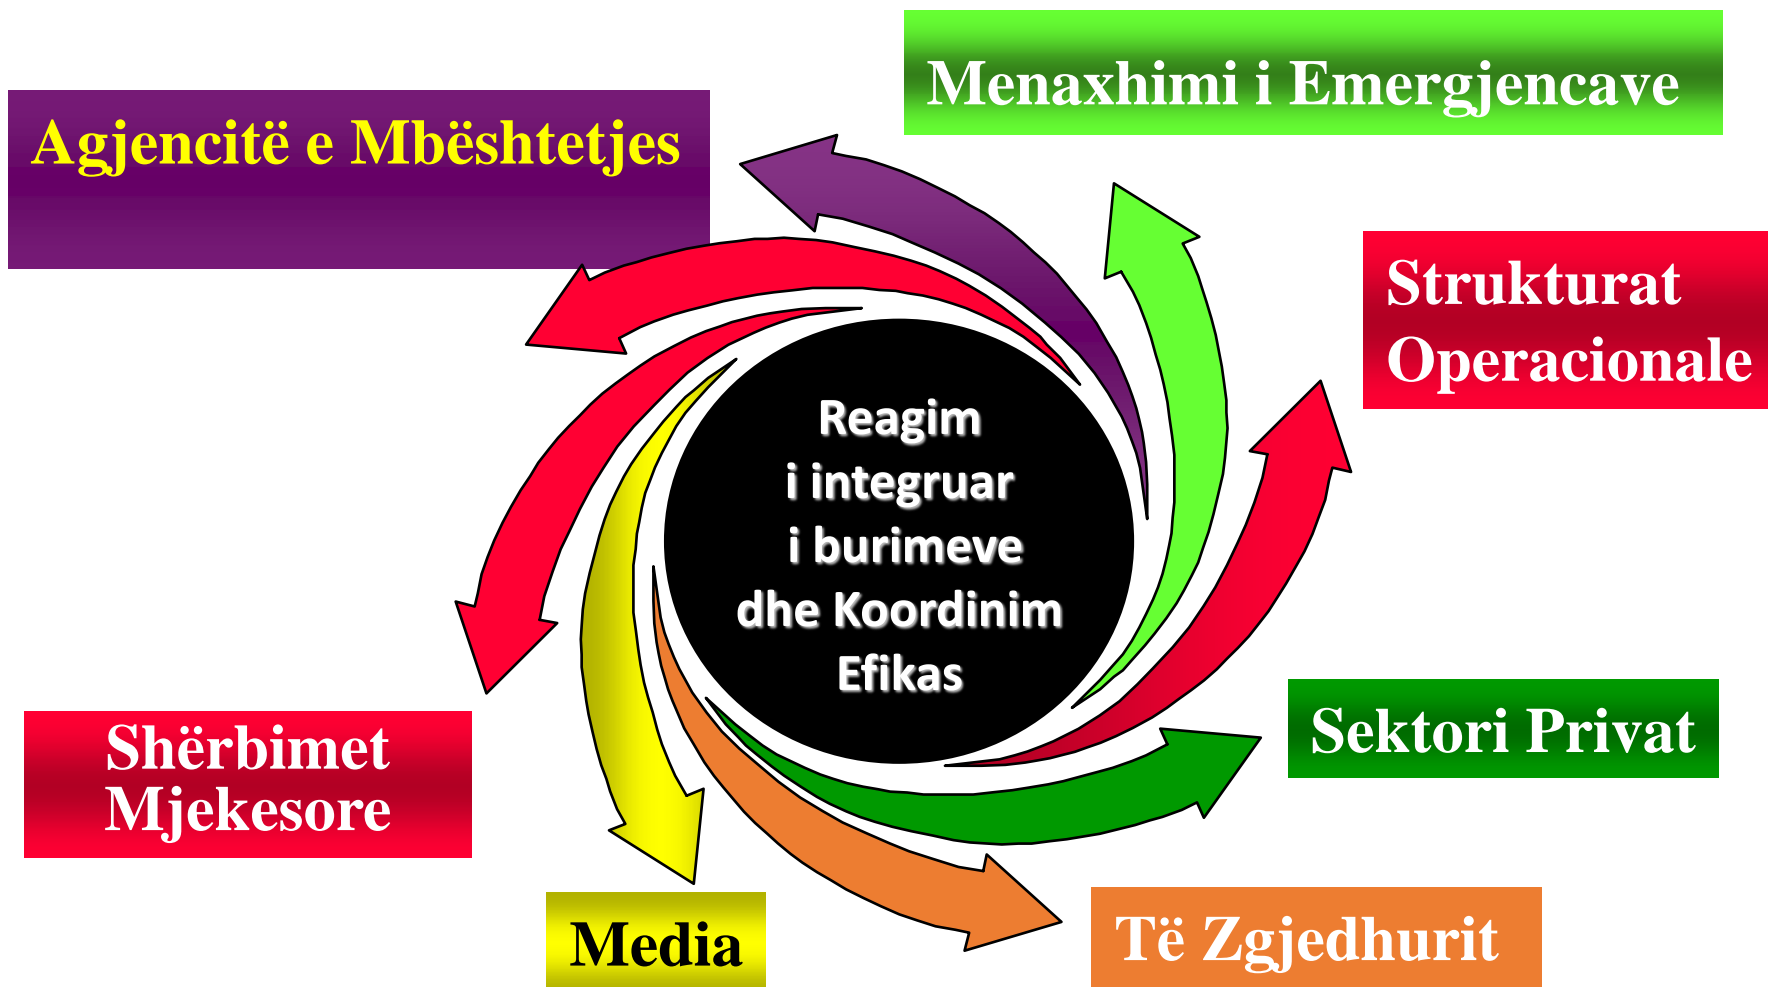 Menaxhimi i Emergjencave
Agjencitë e Mbështetjes
Strukturat
Operacionale
Reagim
i integruar
i burimeve
dhe Koordinim
Efikas
Sektori Privat
Shërbimet
Mjekesore
Media
Të Zgjedhurit